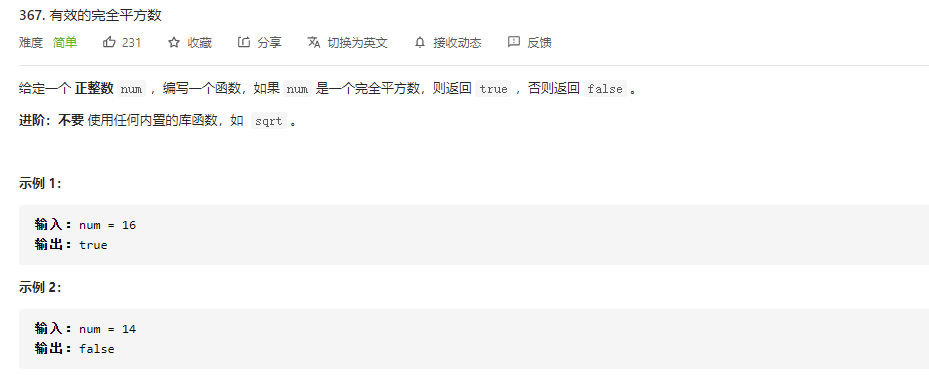 367. 有效的完全平方数
难度 简单 231 收藏 分享 切换为英文 接收动态 反馈
给定一个 正整数 num ，编写一个函数，如果 num 是一个完全平方数，则返回 true ，否则返回 false 。
进阶：不要 使用任何内置的库函数，如 sqrt 。
示例 1：
输入：num = 16
输出：true
示例 2：
输入：num = 14
输出：false